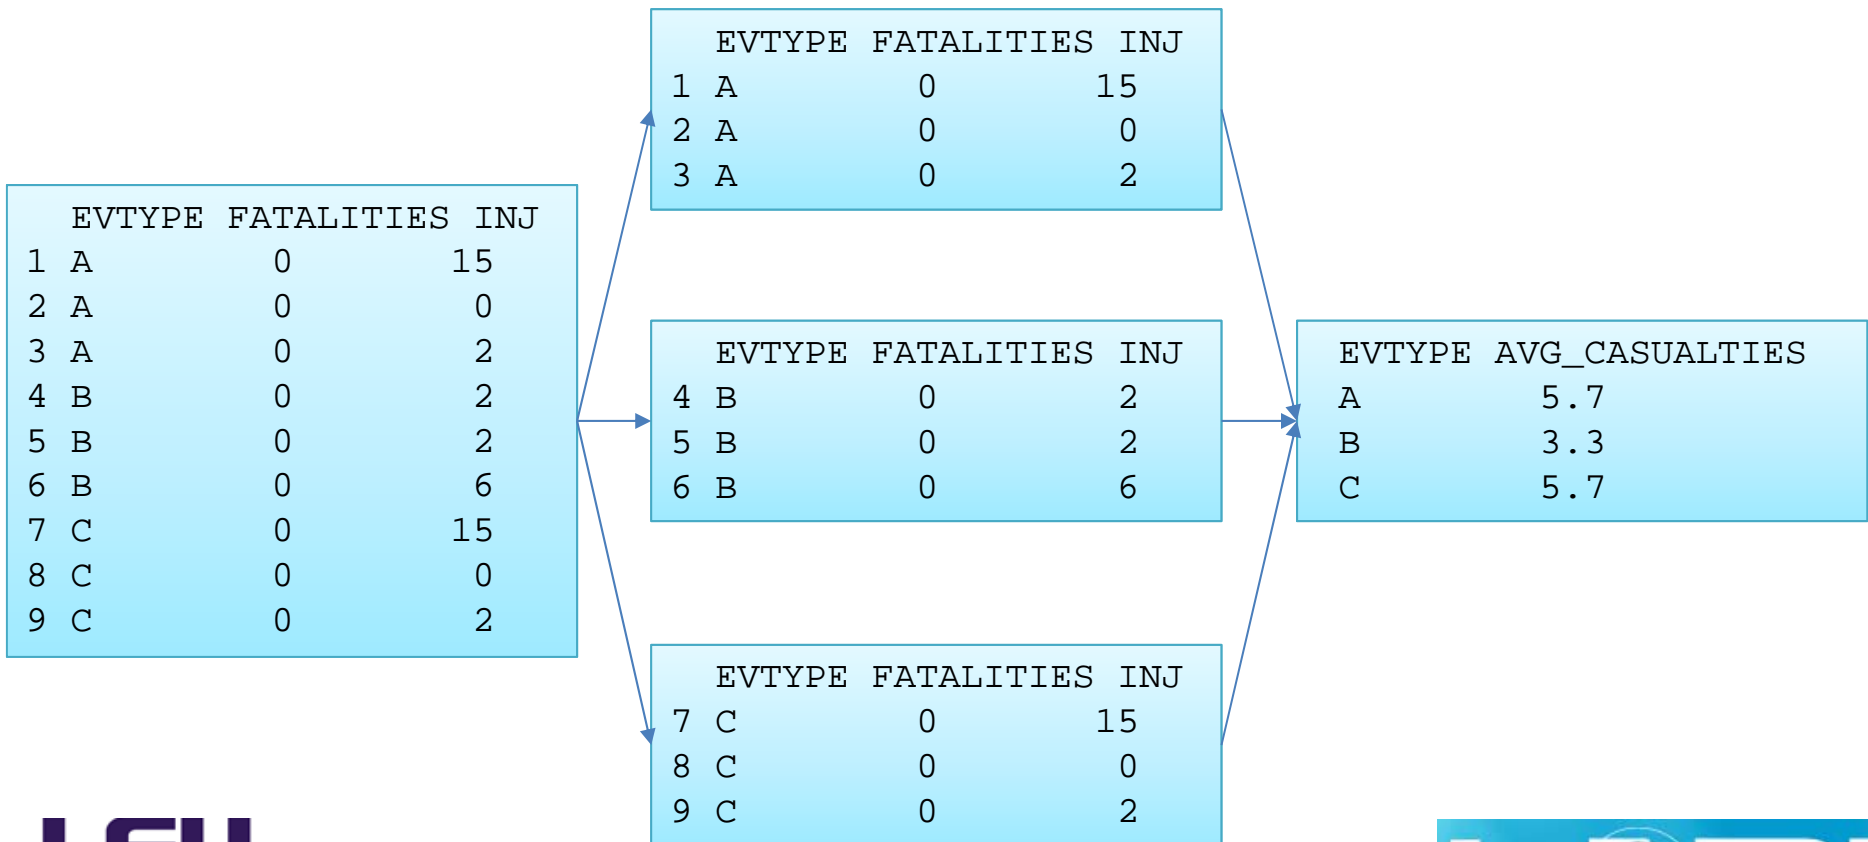 EVTYPE FATALITIES INJ
1 A 0 15
2 A 0 0
3 A 0 2
4 B 0 2
5 B 0 2
6 B 0 6
7 C 0 15
8 C 0 0
9 C 0 2
EVTYPE FATALITIES INJ
1 A 0 15
2 A 0 0
3 A 0 2
EVTYPE FATALITIES INJ
4 B 0 2
5 B 0 2
6 B 0 6
EVTYPE FATALITIES INJ
7 C 0 15
8 C 0 0
9 C 0 2
EVTYPE AVG_CASUALTIES
A 5.7
B 3.3
C 5.7